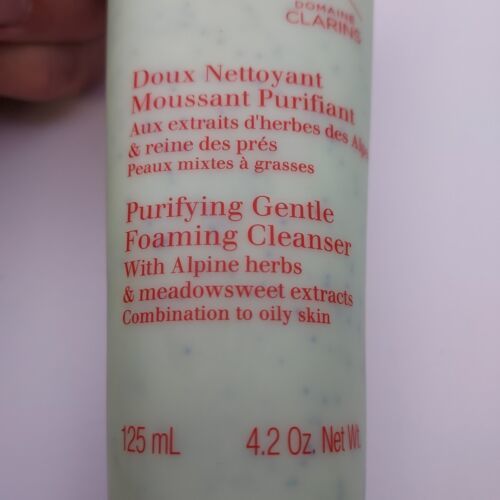 DOMAINE
CLARINS
Doux Nettoyant
Moussant Purifiant
Aux extraits d'herbes des
& reine des prés
Peaux mixtes à grasses
Purifying Gentle
Foaming Cleanser
With Alpine herbs
& meadowsweet extracts
Combination to oily skin
125 mL 4.2 Oz. Net Wt.